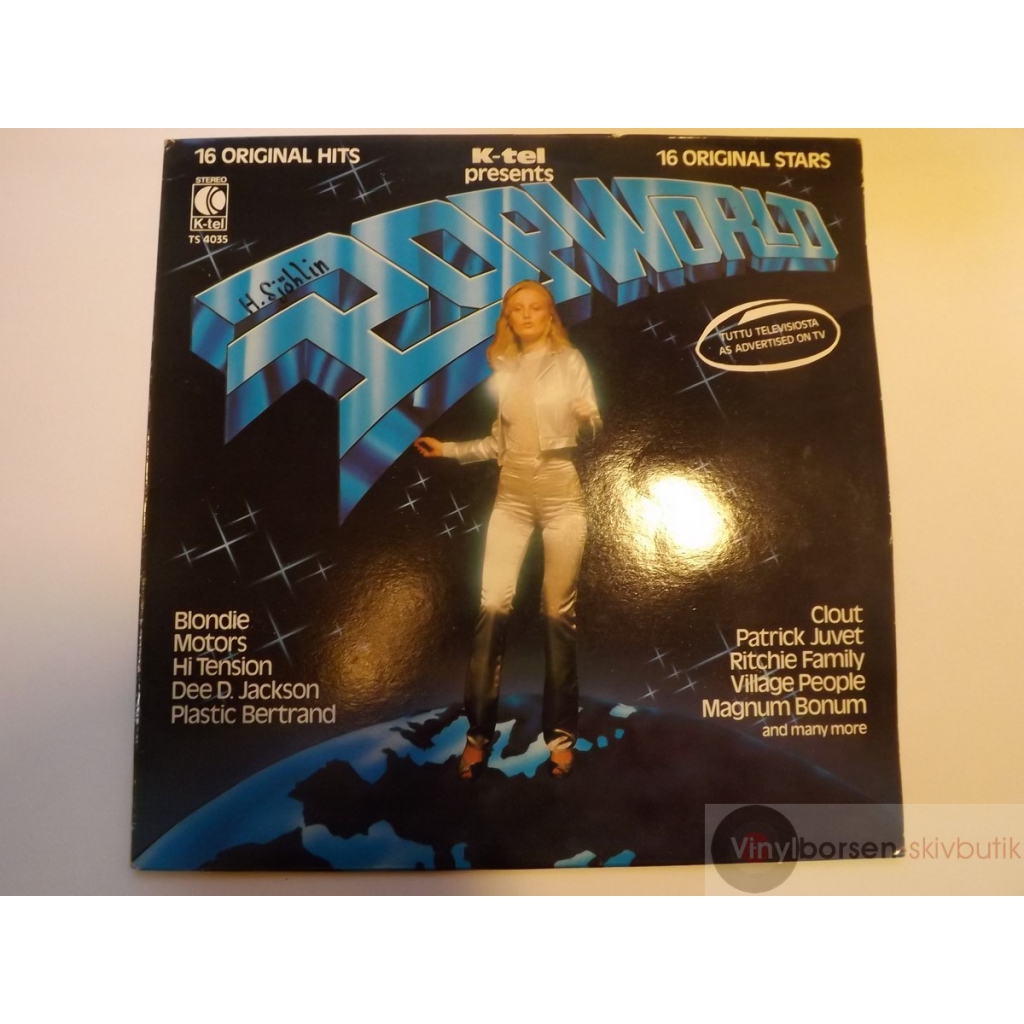 16 ORIGINAL HITS
K-tel
presents
16 ORIGINAL STARS
STEREO
K-tel
TS 4035
POPWORLD
H. Sjöhlin
TUTTU TELEVISIOSTA
AS ADVERTISED ON TV
Blondie
Motors
Hi Tension
Dee D. Jackson
Plastic Bertrand
Clout
Patrick Juvet
Ritchie Family
Village People
Magnum Bonum
and many more
Vinylborsen:skivbutik